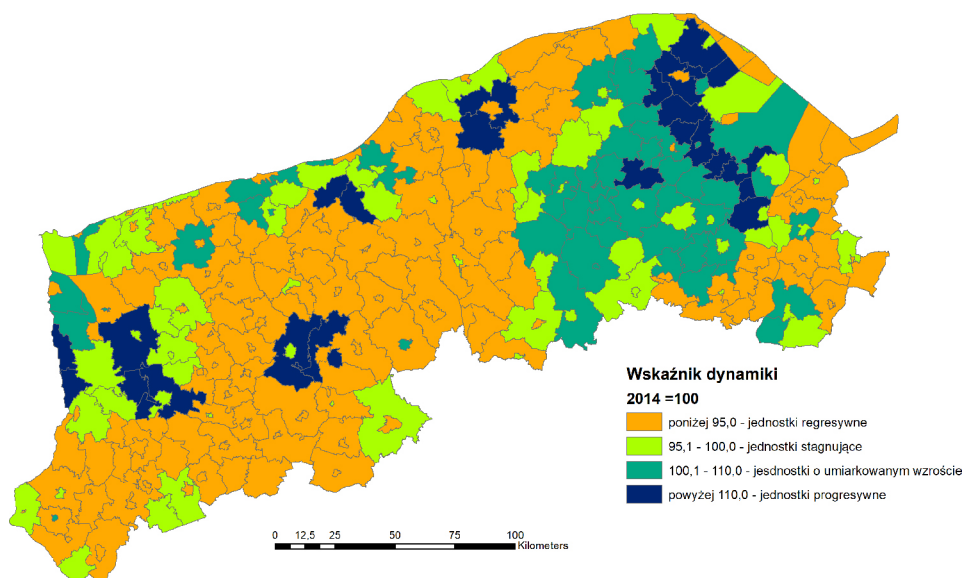 Wskaźnik dynamiki
2014 =100
poniżej 95,0 - jednostki regresywne
95,1 - 100,0 - jednostki stagnujące
100,1 - 110,0 - jesdnostki o umiarkowanym wzroście
powyżej 110,0 - jednostki progresywne
0 12,5 25 50 75 100
Kilometers